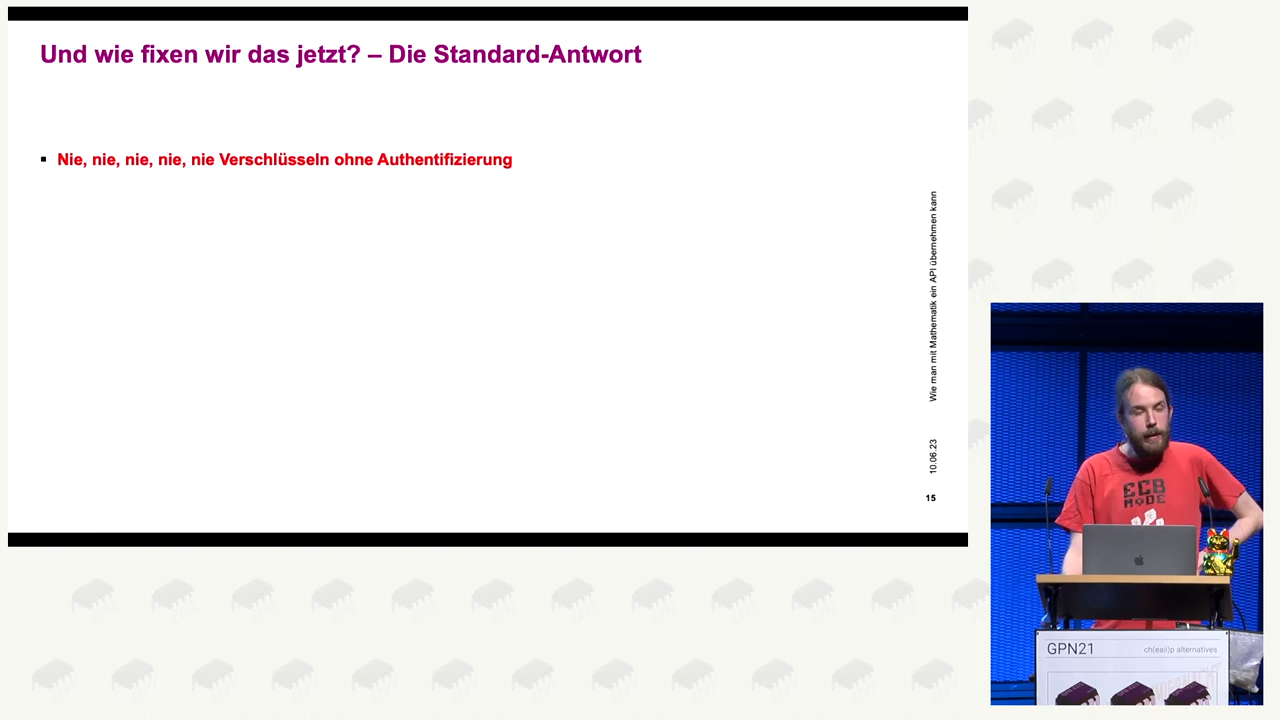 Und wie fixen wir das jetzt? – Die Standard-Antwort
▪ Nie, nie, nie, nie, nie Verschlüsseln ohne Authentifizierung
Wie man mit Mathematik ein API übernehmen kann
10.06.23
15
ECB
MODE
GPN21
ch(ea|i)p alternatives